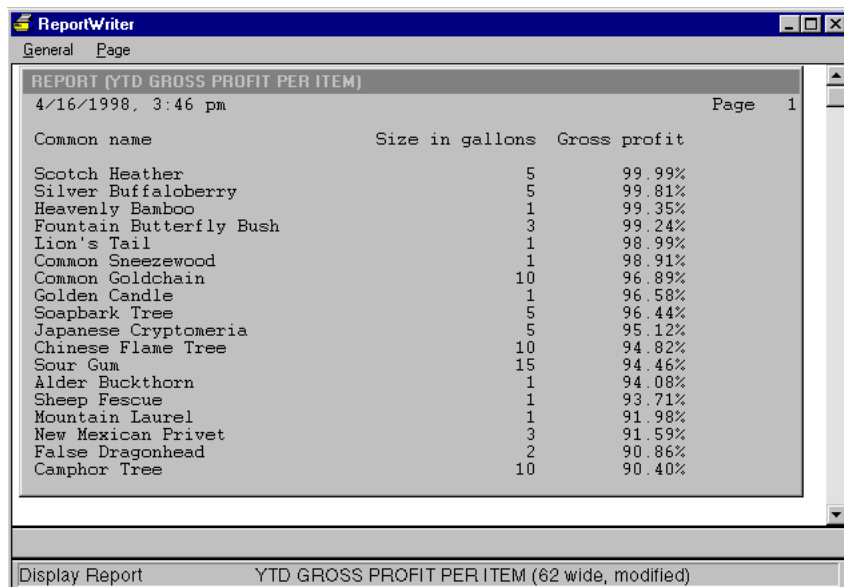 ReportWriter
General Page
REPORT (YTD GROSS PROFIT PER ITEM)
4/16/1998, 3:46 pm Page 1
Common name Size in gallons Gross profit
Scotch Heather 5 99.99%
Silver Buffaloberry 5 99.81%
Heavenly Bamboo 1 99.35%
Fountain Butterfly Bush 3 99.24%
Lion's Tail 1 98.99%
Common Sneezewood 1 98.91%
Common Goldchain 10 96.89%
Golden Candle 1 96.58%
Soapbark Tree 5 96.44%
Japanese Cryptomeria 5 95.12%
Chinese Flame Tree 10 94.82%
Sour Gum 15 94.46%
Alder Buckthorn 1 94.08%
Sheep Fescue 1 93.71%
Mountain Laurel 1 91.98%
New Mexican Privet 3 91.59%
False Dragonhead 2 90.86%
Camphor Tree 10 90.40%
Display Report YTD GROSS PROFIT PER ITEM (62 wide, modified)